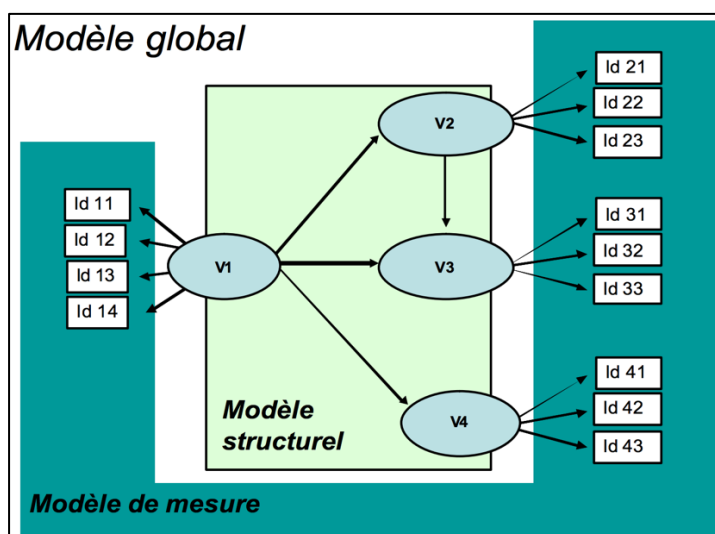 Modèle global
Id 21
Id 22
Id 23
V2
Id 11
Id 12
Id 13
Id 14
V1
V3
Id 31
Id 32
Id 33
Modèle
structurel
V4
Id 41
Id 42
Id 43
Modèle de mesure